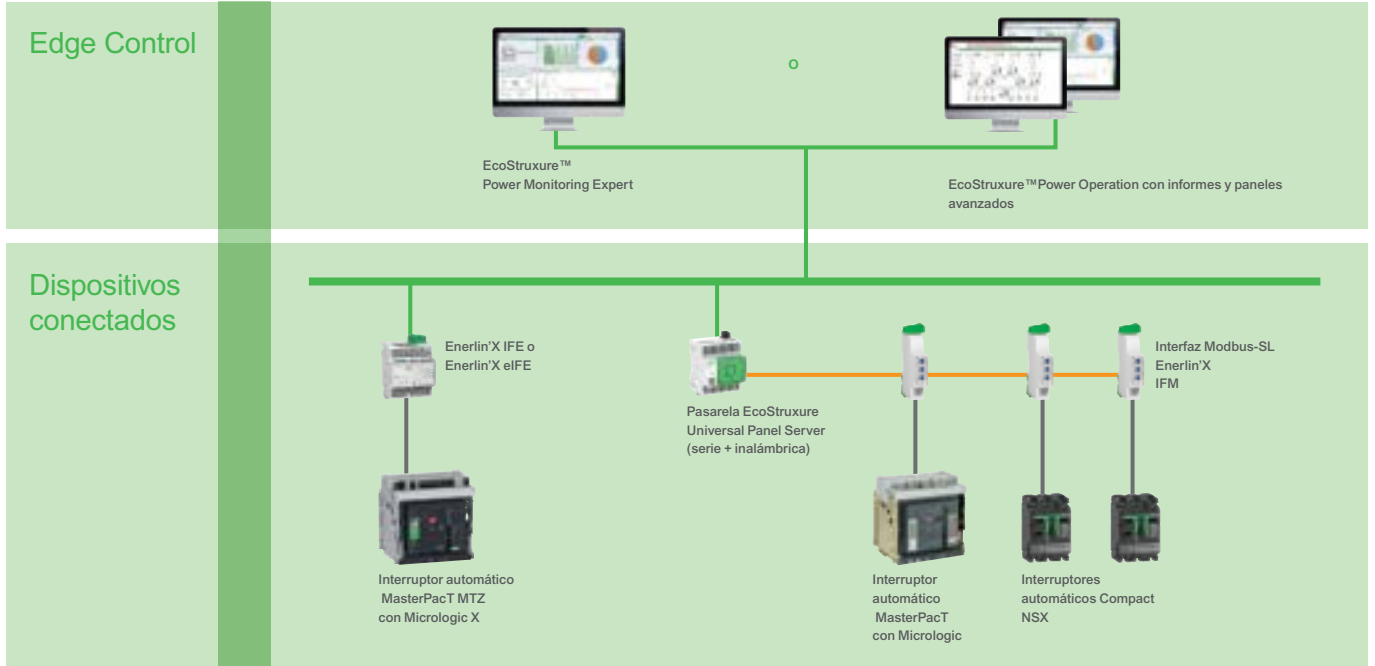 Edge Control
o
EcoStruxure™
Power Monitoring Expert
EcoStruxure™Power Operation con informes y paneles
avanzados
Dispositivos
conectados
Enerlin'X IFE o
Enerlin'X eIFE
Pasarela EcoStruxure
Universal Panel Server
(serie + inalámbrica)
Interfaz Modbus-SL
Enerlin'X
IFM
Interruptor automático
MasterPacT MTZ
con Micrologic X
Interruptor
automático
MasterPacT
con Micrologic
Interruptores
automáticos Compact
NSX